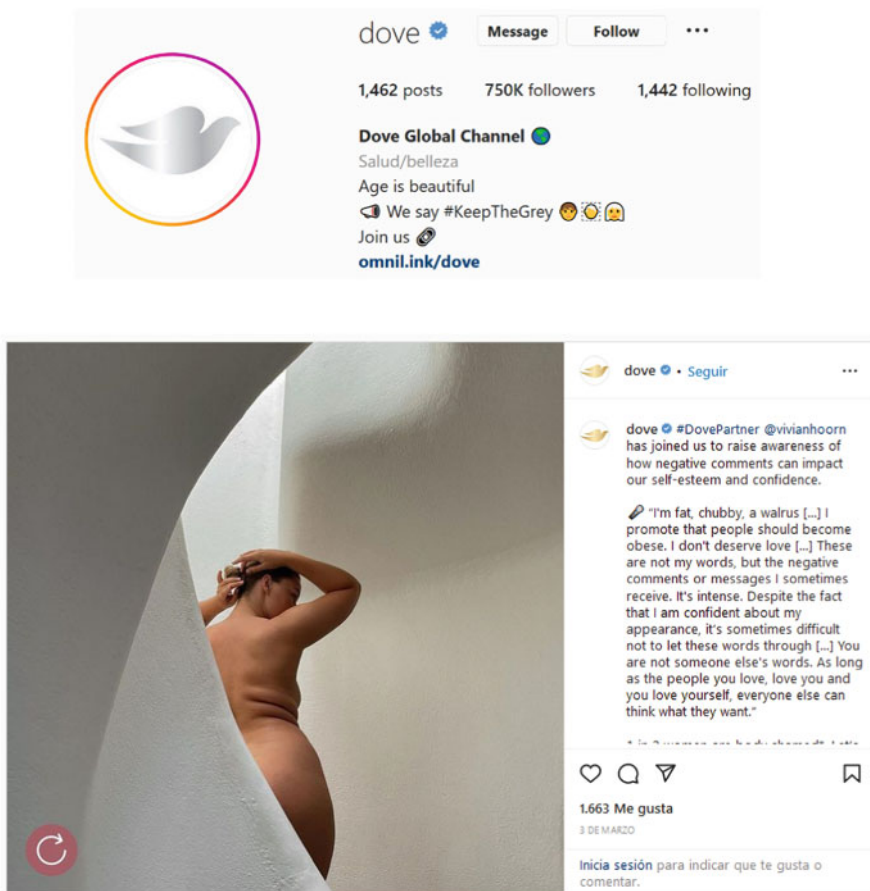 dove Message Follow ...
1,462 posts 750K followers 1,442 following
Dove Global Channel
Salud/belleza
Age is beautiful
We say #KeepTheGrey
Join us
omnil.ink/dove
dove • Seguir ...
dove #DovePartner @vivianhoorn
has joined us to raise awareness of
how negative comments can impact
our self-esteem and confidence.
"I'm fat, chubby, a walrus [...] I
promote that people should become
obese. I don't deserve love [...] These
are not my words, but the negative
comments or messages I sometimes
receive. It's intense. Despite the fact
that I am confident about my
appearance, it's sometimes difficult
not to let these words through [...] You
are not someone else's words. As long
as the people you love, love you and
you love yourself, everyone else can
think what they want."
1.663 Me gusta
3 DE MARZO
Inicia sesión para indicar que te gusta o
comentar.